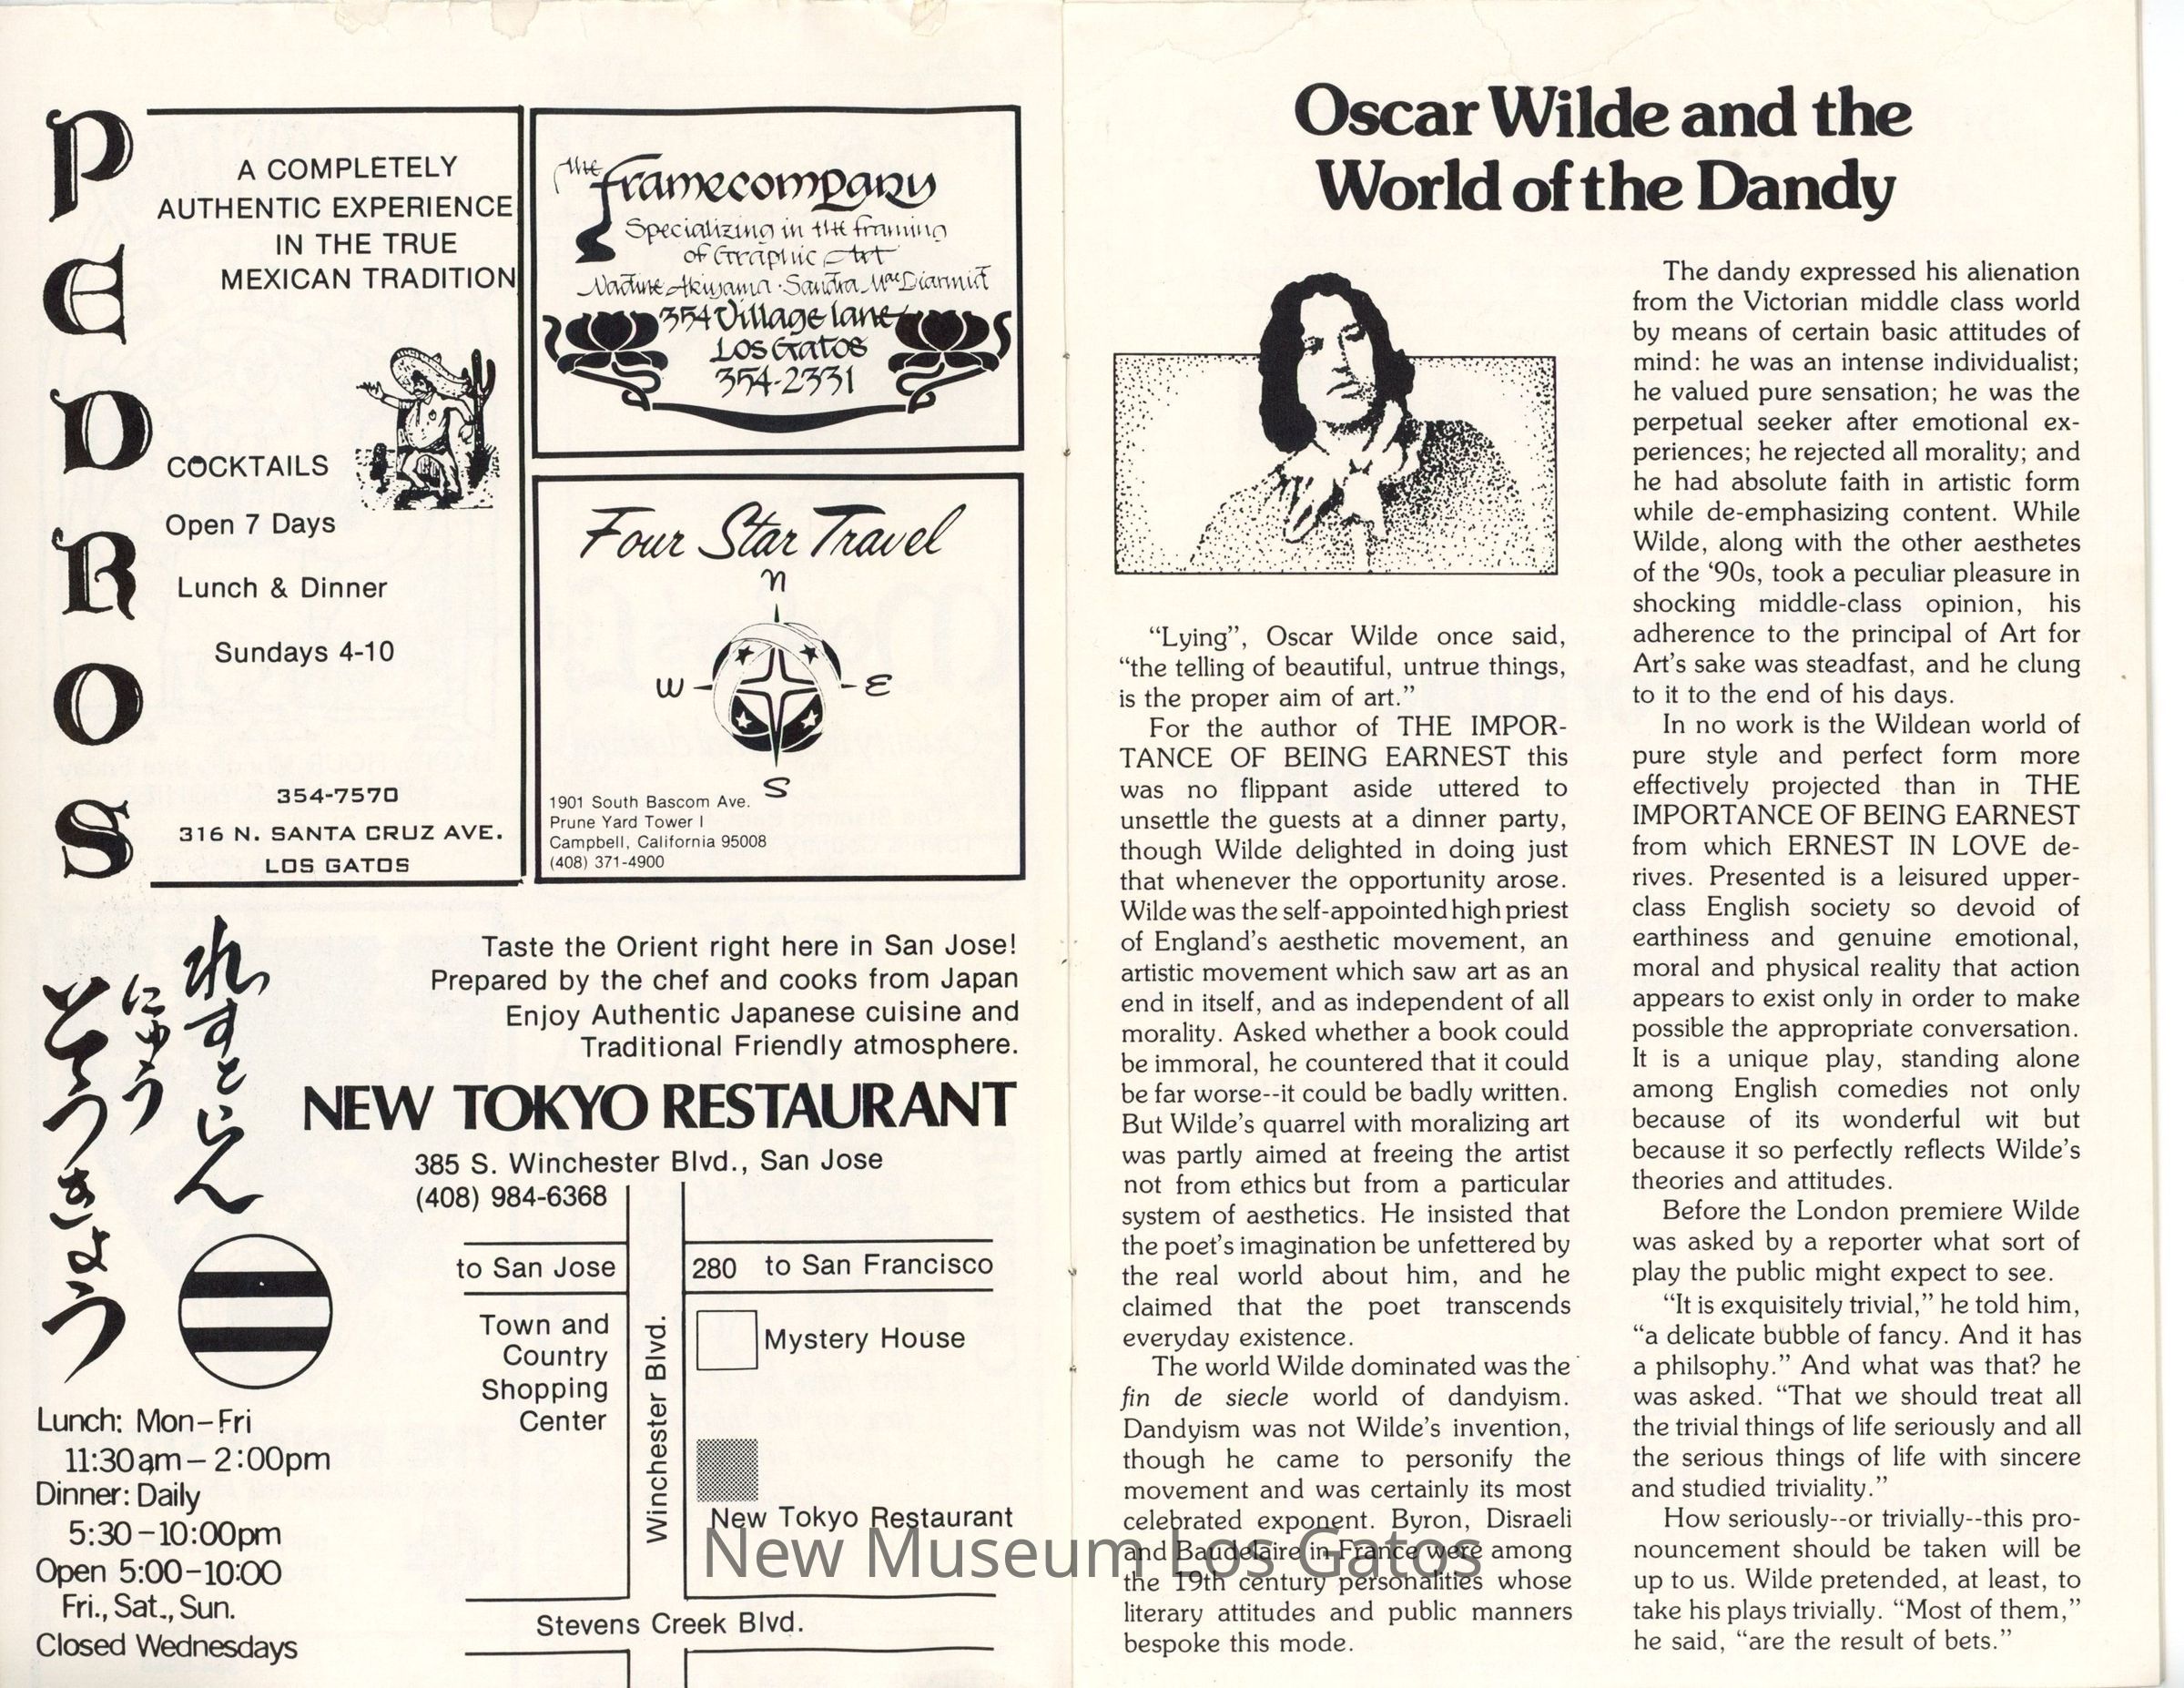 PEDROS
A COMPLETELY
AUTHENTIC EXPERIENCE
IN THE TRUE
MEXICAN TRADITION
COCKTAILS
Open 7 Days
Lunch & Dinner
Sundays 4-10
354-7570
316 N. SANTA CRUZ AVE.
LOS GATOS
the
framecompany
Specializing in the framing
of Graphic Art
Nadine Akiyama · Sandra MacDiarmid
354 Village lane
Los Gatos
354-2331
Four Star Travel
n
W
E
S
1901 South Bascom Ave.
Prune Yard Tower I
Campbell, California 95008
(408) 371-4900
れすとらん
にゅう
とうきょう
Taste the Orient right here in San Jose!
Prepared by the chef and cooks from Japan
Enjoy Authentic Japanese cuisine and
Traditional Friendly atmosphere.
NEW TOKYO RESTAURANT
385 S. Winchester Blvd., San Jose
(408) 984-6368
to San Jose
280 to San Francisco
Town and
Country
Shopping
Center
Winchester Blvd.
Mystery House
New Tokyo Restaurant
Stevens Creek Blvd.
Lunch: Mon-Fri
11:30am - 2:00pm
Dinner: Daily
5:30 - 10:00pm
Open 5:00-10:00
Fri., Sat., Sun.
Closed Wednesdays
Oscar Wilde and the
World of the Dandy
“Lying”, Oscar Wilde once said,
“the telling of beautiful, untrue things,
is the proper aim of art.”
For the author of THE IMPOR-
TANCE OF BEING EARNEST this
was no flippant aside uttered to
unsettle the guests at a dinner party,
though Wilde delighted in doing just
that whenever the opportunity arose.
Wilde was the self-appointed high priest
of England’s aesthetic movement, an
artistic movement which saw art as an
end in itself, and as independent of all
morality. Asked whether a book could
be immoral, he countered that it could
be far worse--it could be badly written.
But Wilde’s quarrel with moralizing art
was partly aimed at freeing the artist
not from ethics but from a particular
system of aesthetics. He insisted that
the poet’s imagination be unfettered by
the real world about him, and he
claimed that the poet transcends
everyday existence.
The world Wilde dominated was the
fin de siecle world of dandyism.
Dandyism was not Wilde’s invention,
though he came to personify the
movement and was certainly its most
celebrated exponent. Byron, Disraeli
and Baudelaire in France were among
the 19th century personalities whose
literary attitudes and public manners
bespoke this mode.
The dandy expressed his alienation
from the Victorian middle class world
by means of certain basic attitudes of
mind: he was an intense individualist;
he valued pure sensation; he was the
perpetual seeker after emotional ex-
periences; he rejected all morality; and
he had absolute faith in artistic form
while de-emphasizing content. While
Wilde, along with the other aesthetes
of the ‘90s, took a peculiar pleasure in
shocking middle-class opinion, his
adherence to the principal of Art for
Art’s sake was steadfast, and he clung
to it to the end of his days.
In no work is the Wildean world of
pure style and perfect form more
effectively projected than in THE
IMPORTANCE OF BEING EARNEST
from which ERNEST IN LOVE de-
rives. Presented is a leisured upper-
class English society so devoid of
earthiness and genuine emotional,
moral and physical reality that action
appears to exist only in order to make
possible the appropriate conversation.
It is a unique play, standing alone
among English comedies not only
because of its wonderful wit but
because it so perfectly reflects Wilde’s
theories and attitudes.
Before the London premiere Wilde
was asked by a reporter what sort of
play the public might expect to see.
“It is exquisitely trivial,” he told him,
“a delicate bubble of fancy. And it has
a philsophy.” And what was that? he
was asked. “That we should treat all
the trivial things of life seriously and all
the serious things of life with sincere
and studied triviality.”
How seriously--or trivially--this pro-
nouncement should be taken will be
up to us. Wilde pretended, at least, to
take his plays trivially. “Most of them,”
he said, “are the result of bets.”
New Museum Los Gatos